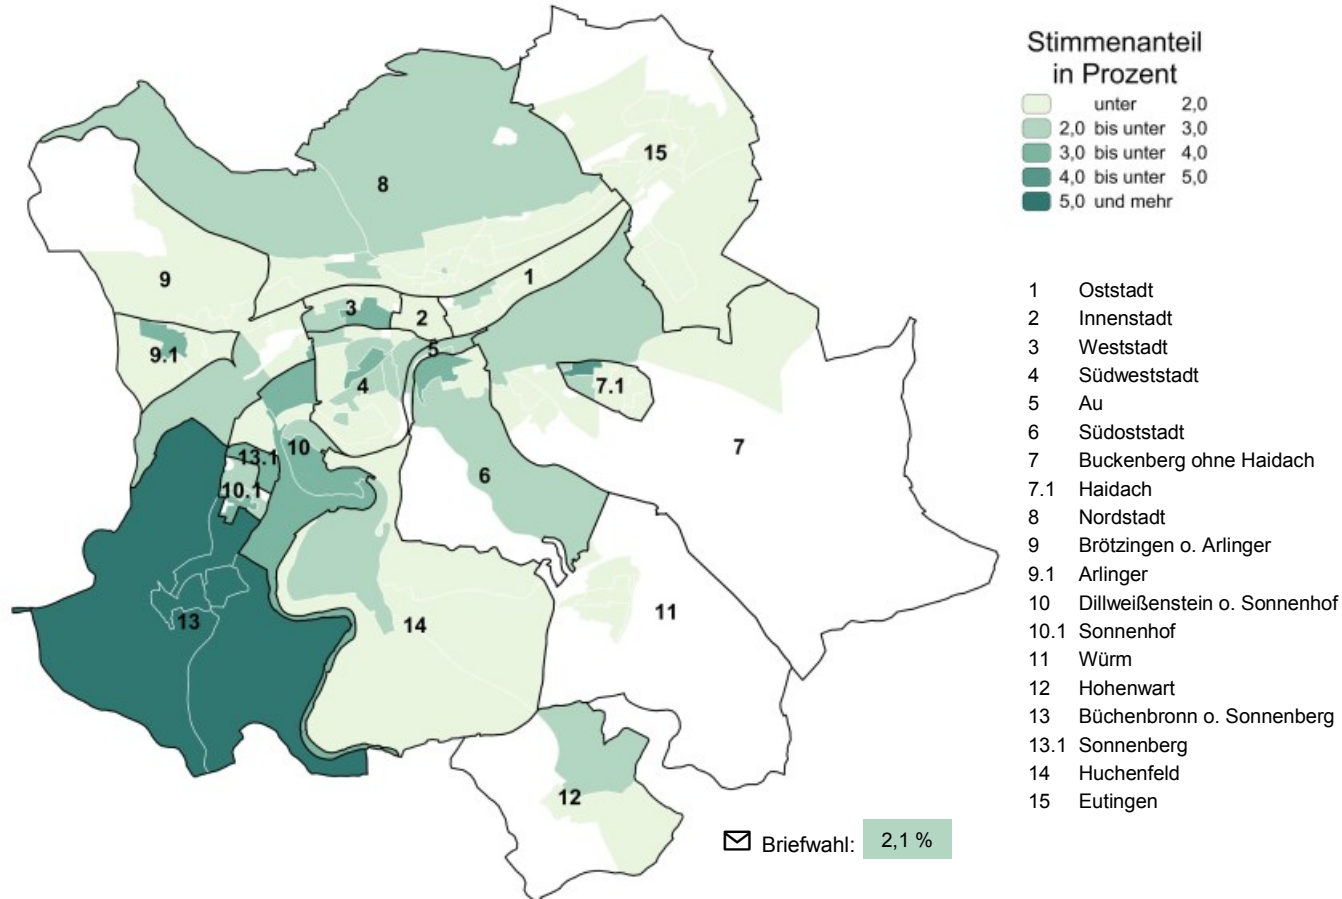 Stimmenanteil
in Prozent
unter 2,0
2,0 bis unter 3,0
3,0 bis unter 4,0
4,0 bis unter 5,0
5,0 und mehr
1 Oststadt
2 Innenstadt
3 Weststadt
4 Südweststadt
5 Au
6 Südoststadt
7 Buckenberg ohne Haidach
7.1 Haidach
8 Nordstadt
9 Brötzingen o. Arlinger
9.1 Arlinger
10 Dillweißenstein o. Sonnenhof
10.1 Sonnenhof
11 Würm
12 Hohenwart
13 Büchenbronn o. Sonnenberg
13.1 Sonnenberg
14 Huchenfeld
15 Eutingen
15
8
9
1
3
2
5
9.1
4
7.1
10
7
13.1
6
10.1
11
13
14
12
Briefwahl: 2,1 %